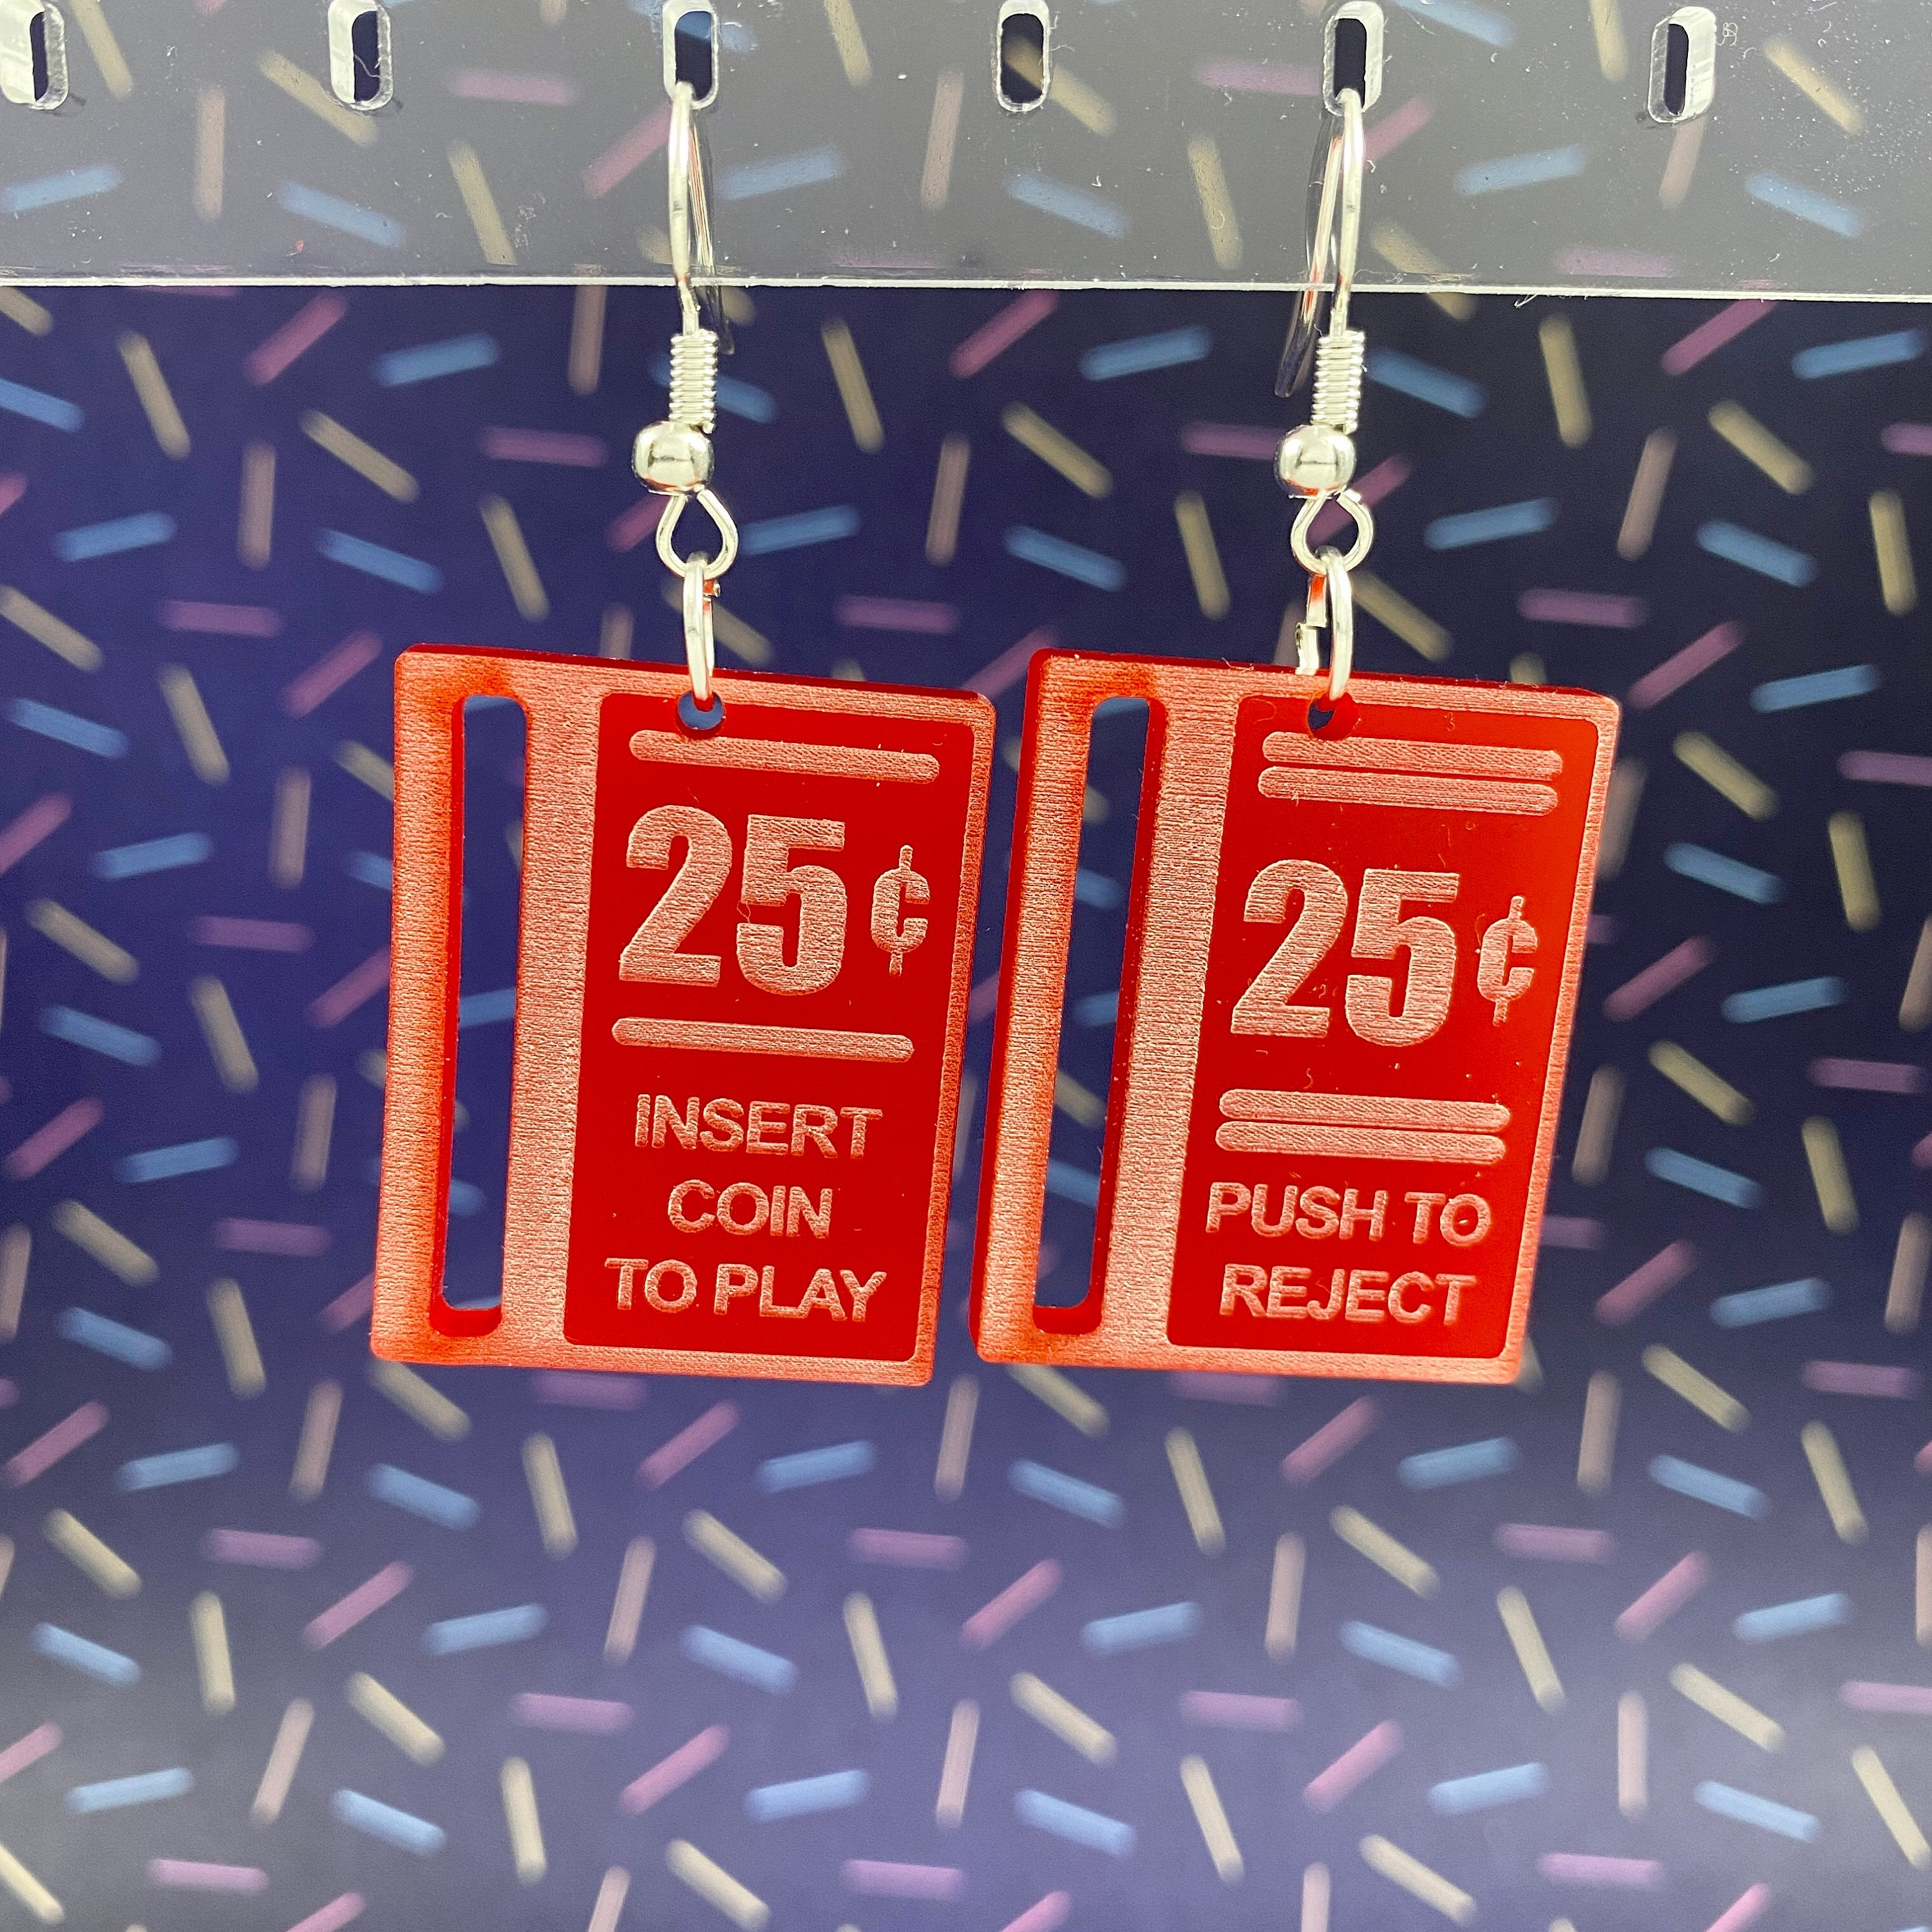 25¢
INSERT
COIN
TO PLAY
25¢
PUSH TO
REJECT